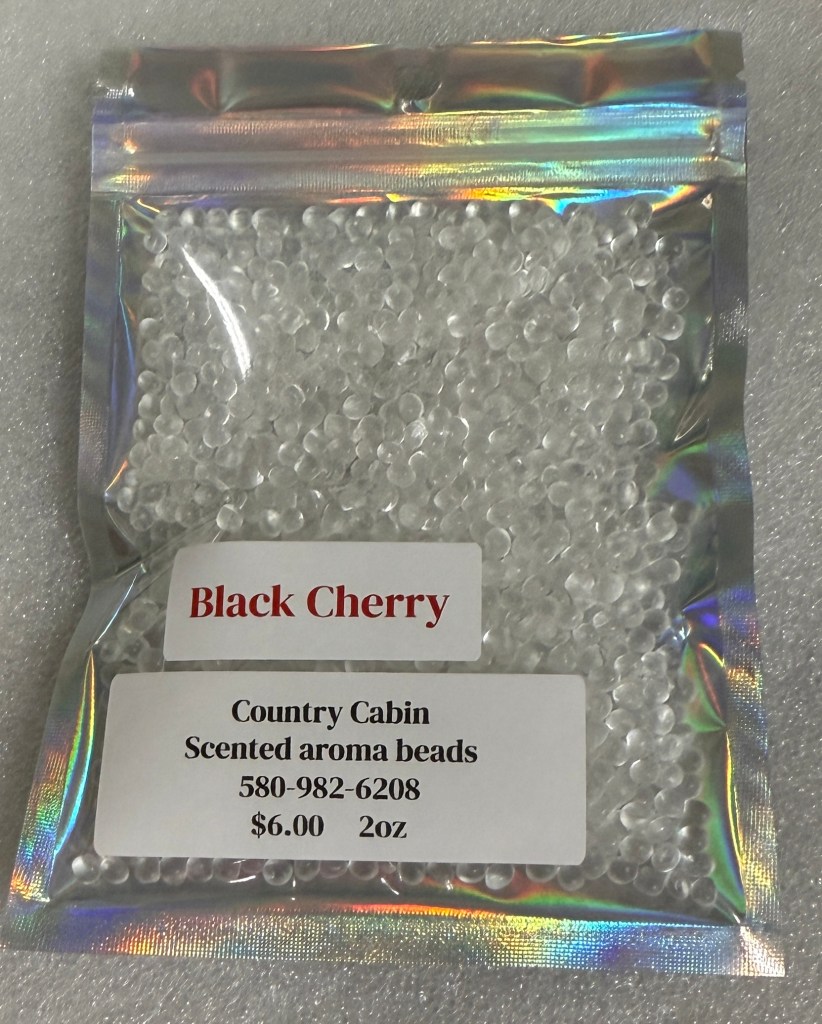 Black Cherry
Country Cabin
Scented aroma beads
580-982-6208
$6.00 2oz